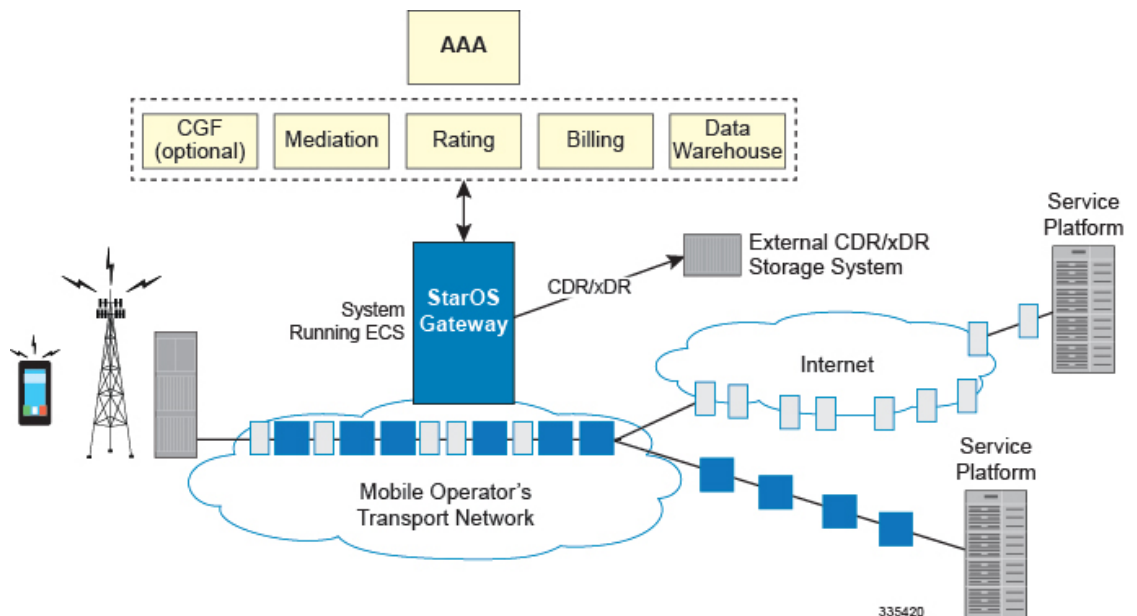 AAA
CGF
(optional)
Mediation
Rating
Billing
Data
Warehouse
Service
Platform
External CDR/xDR
Storage System
CDR/xDR
System
Running ECS
StarOS
Gateway
Internet
Service
Platform
Mobile Operator's
Transport Network
335420